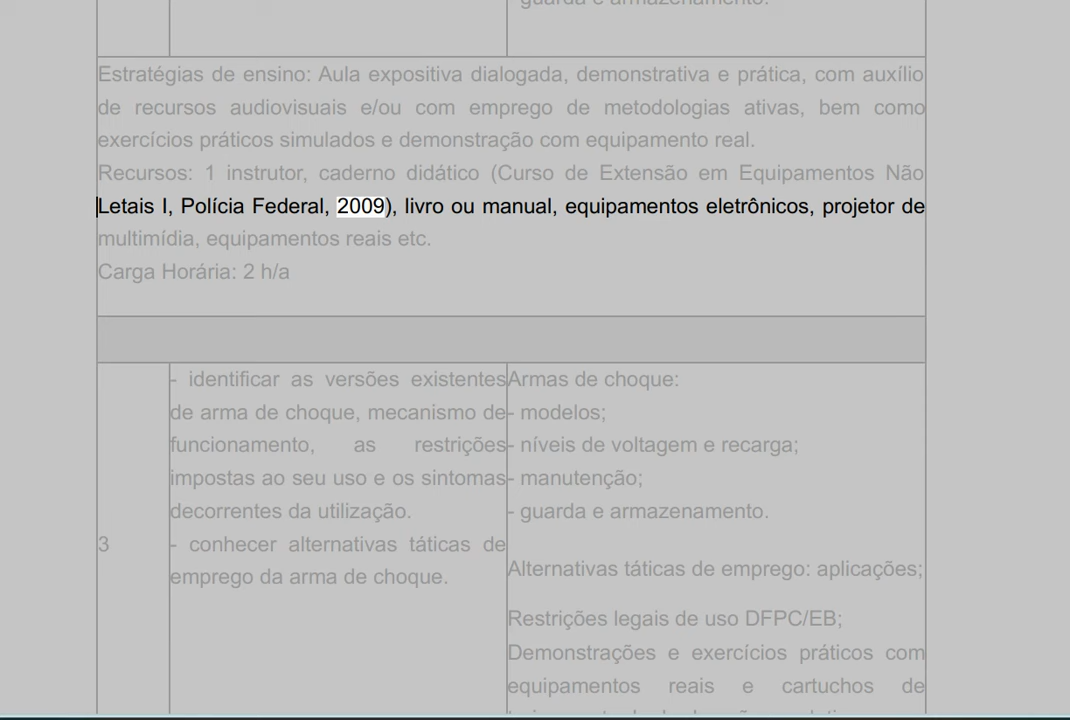 guarda e armazenamento.
Estratégias de ensino: Aula expositiva dialogada, demonstrativa e prática, com auxílio
de recursos audiovisuais e/ou com emprego de metodologias ativas, bem como
exercícios práticos simulados e demonstração com equipamento real.
Recursos: 1 instrutor, caderno didático (Curso de Extensão em Equipamentos Não
Letais I, Polícia Federal, 2009), livro ou manual, equipamentos eletrônicos, projetor de
multimídia, equipamentos reais etc.
Carga Horária: 2 h/a
3
- identificar as versões existentes
de arma de choque, mecanismo de
funcionamento, as restrições
impostas ao seu uso e os sintomas
decorrentes da utilização.
- conhecer alternativas táticas de
emprego da arma de choque.
Armas de choque:
- modelos;
- níveis de voltagem e recarga;
- manutenção;
- guarda e armazenamento.
Alternativas táticas de emprego: aplicações;
Restrições legais de uso DFPC/EB;
Demonstrações e exercícios práticos com
equipamentos reais e cartuchos de